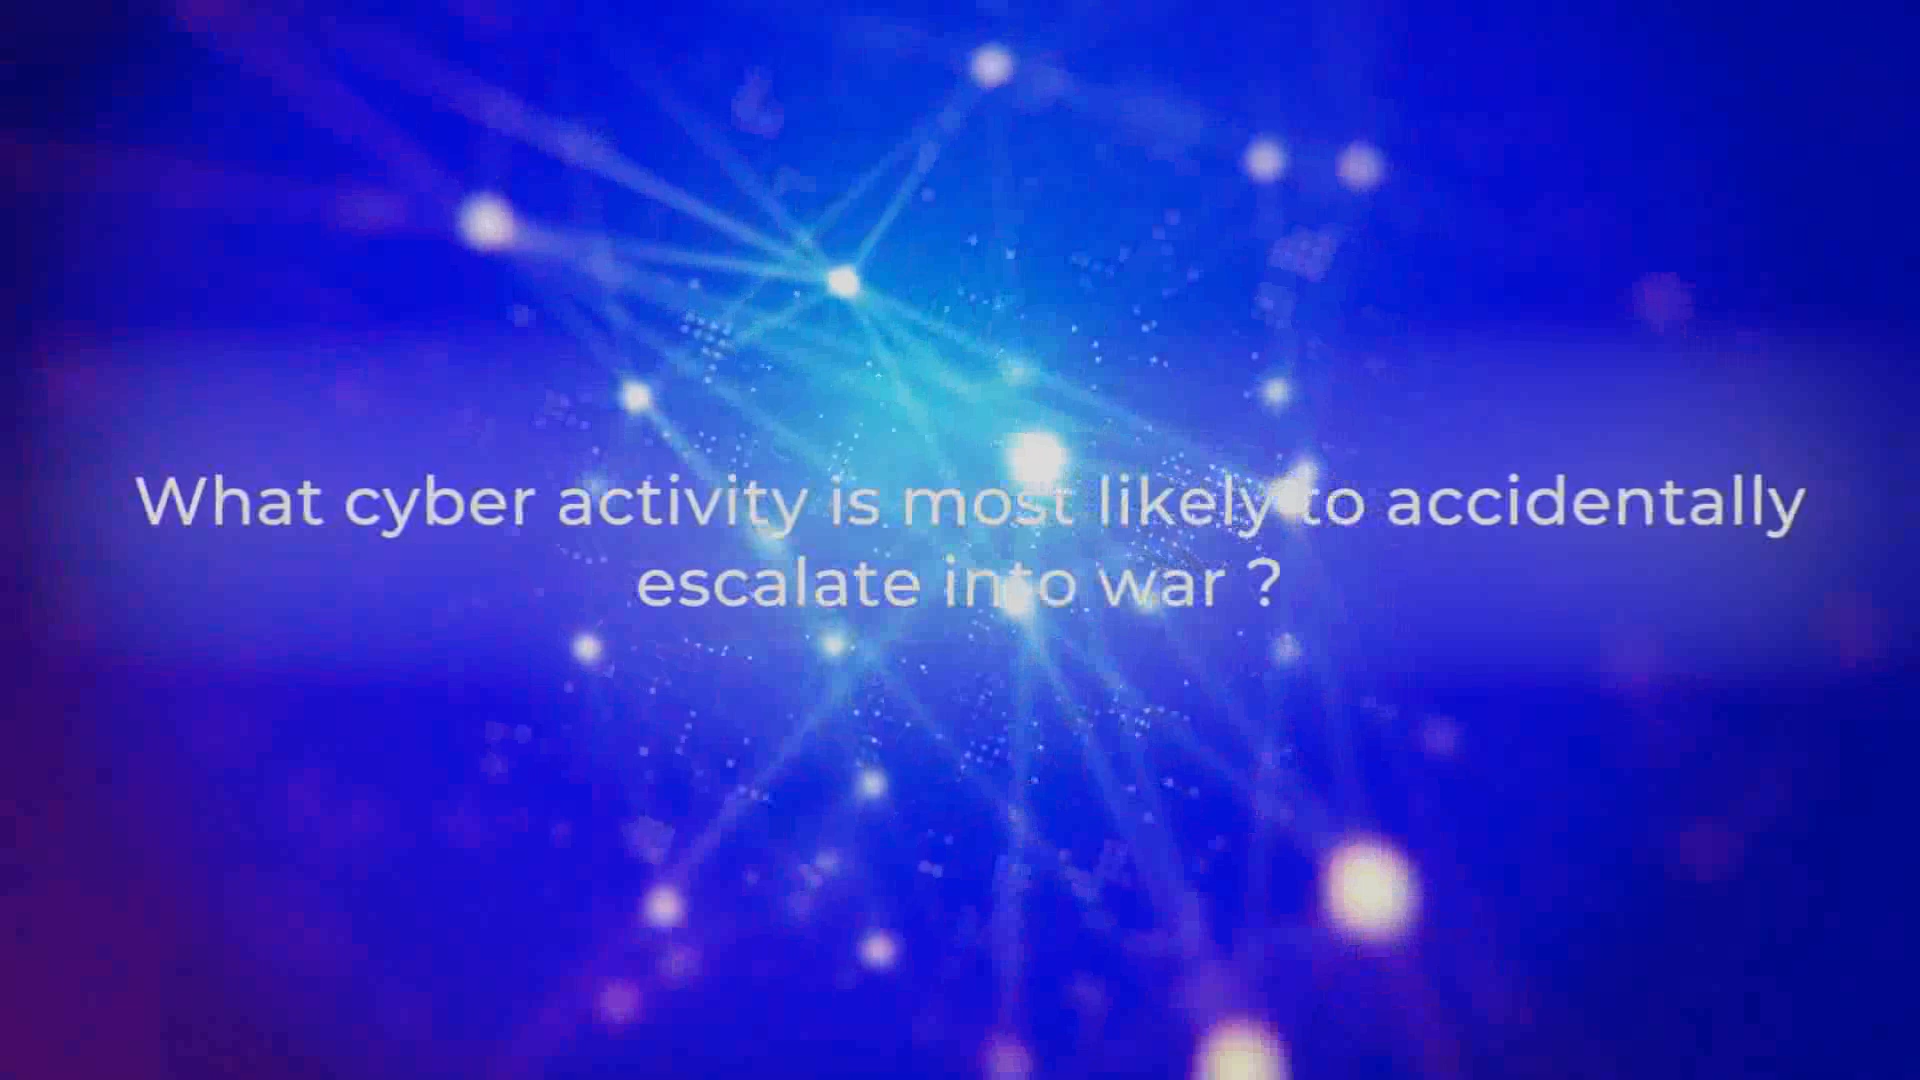 What cyber activity is most likely to accidentally
escalate into war ?